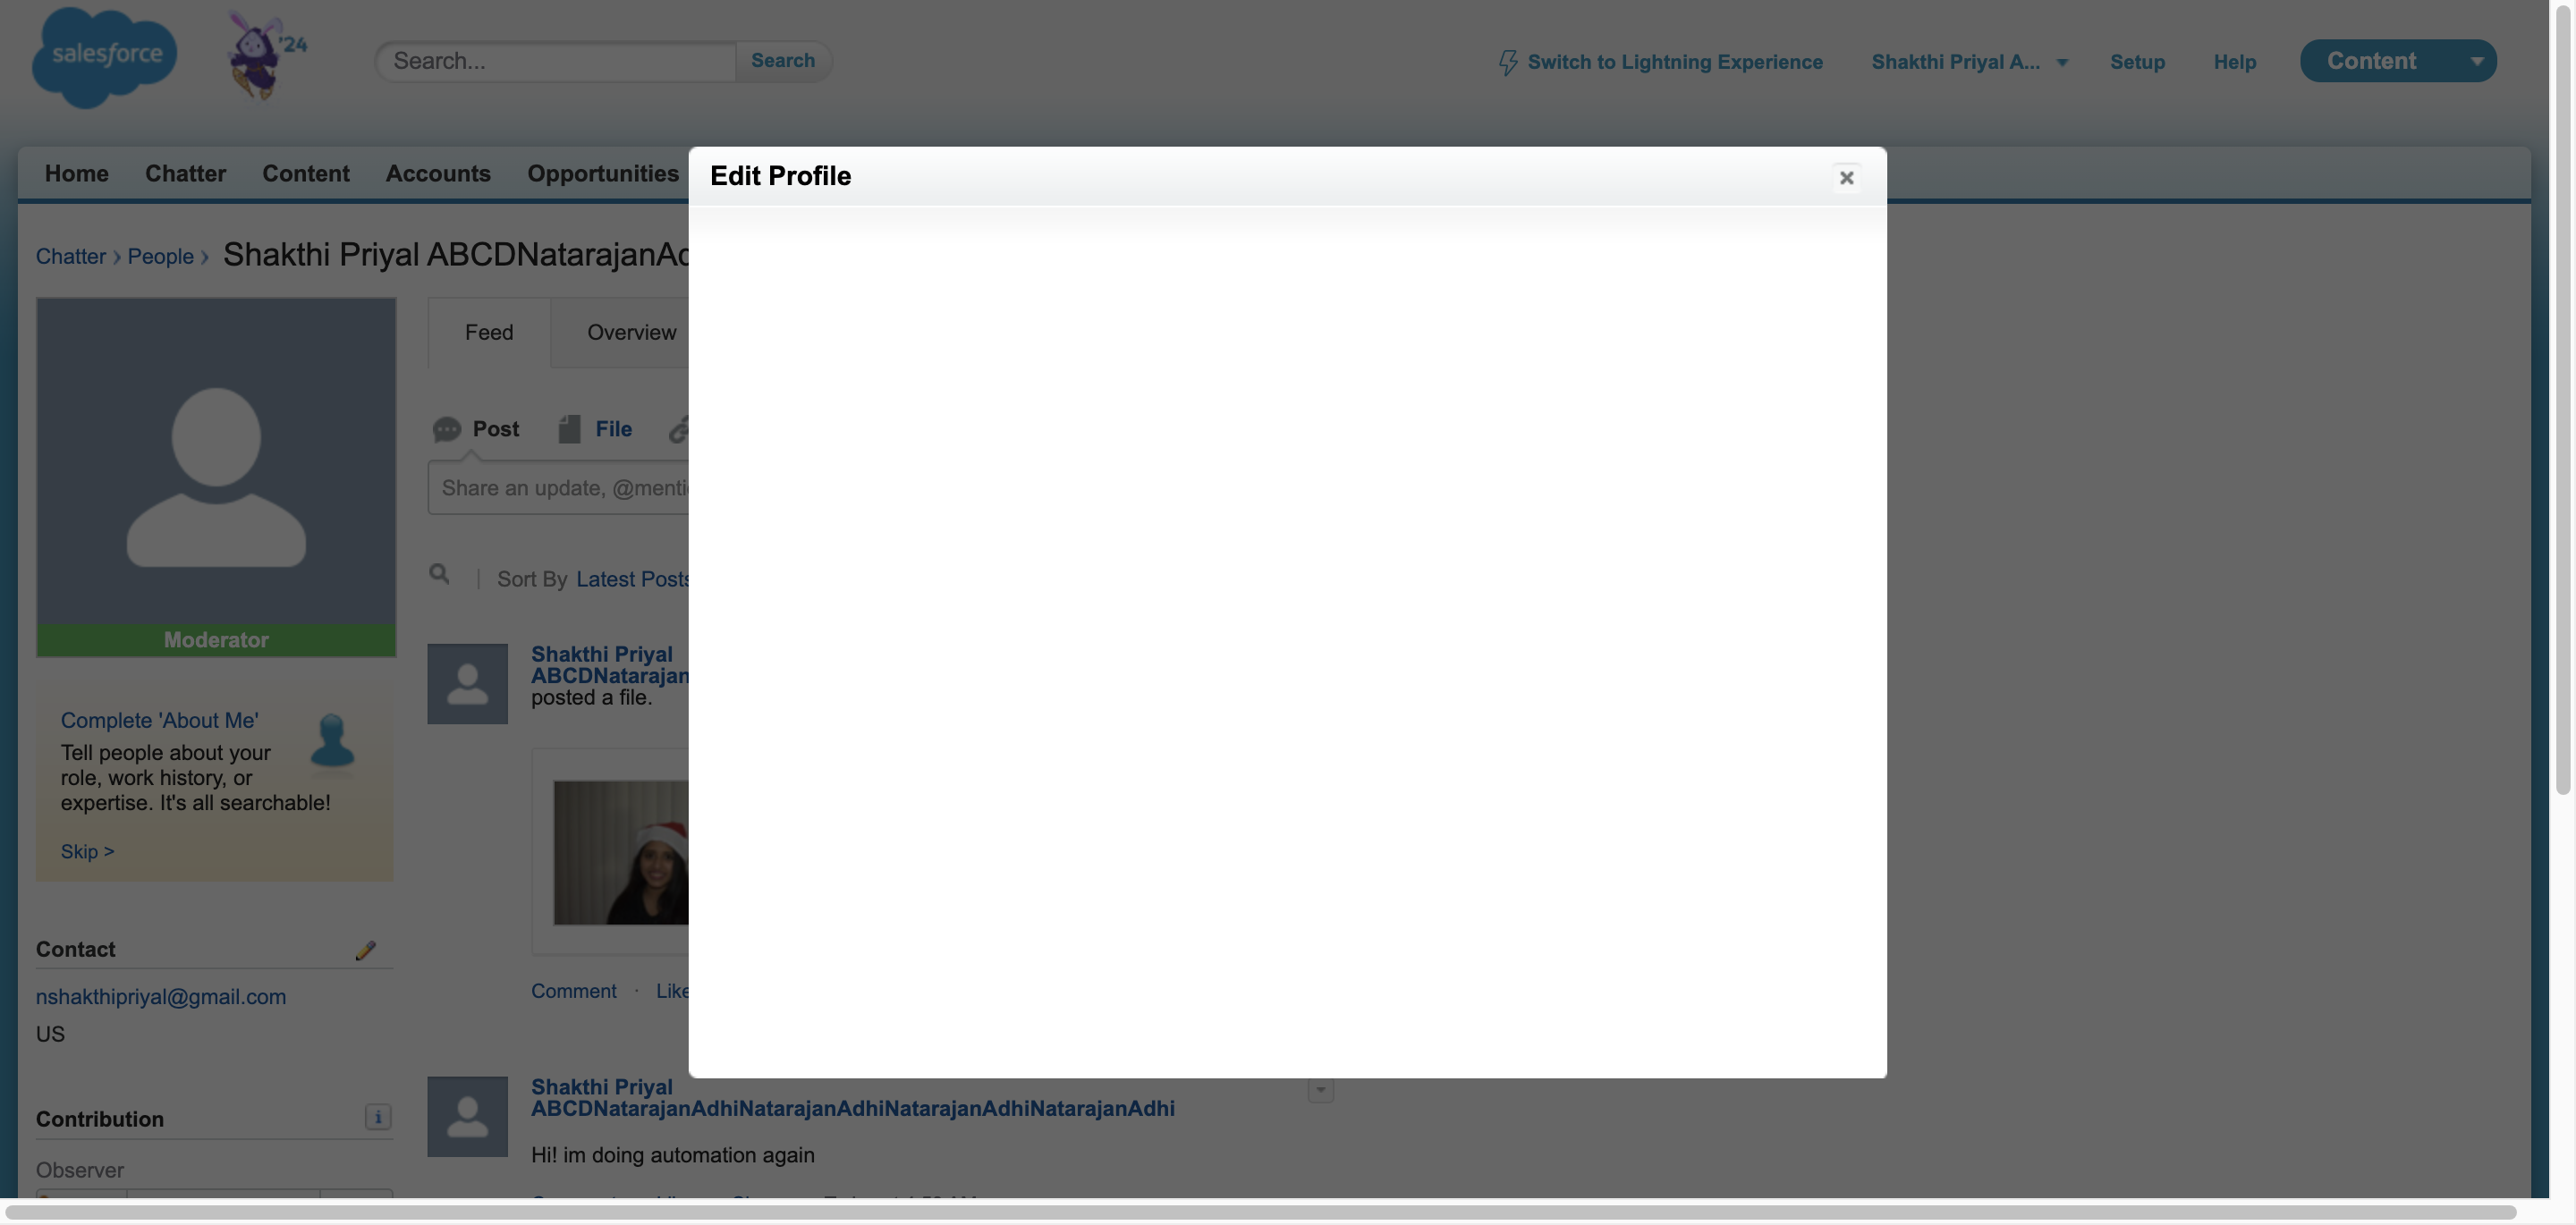 salesforce
'24
Search...
Search
Switch to Lightning Experience
Shakthi Priyal A...
Setup
Help
Content
Home
Chatter
Content
Accounts
Opportunities
Edit Profile
Chatter › People › Shakthi Priyal ABCDNatarajanAd
Feed
Overview
Post
File
Share an update, @menti
Sort By Latest Posts
Moderator
Shakthi Priyal
ABCDNatarajan
posted a file.
Complete 'About Me'
Tell people about your
role, work history, or
expertise. It's all searchable!
Skip >
Contact
nshakthipriyal@gmail.com
US
Comment · Like
Contribution
Observer
Shakthi Priyal
ABCDNatarajanAdhiNatarajanAdhiNatarajanAdhiNatarajanAdhi
Hi! im doing automation again